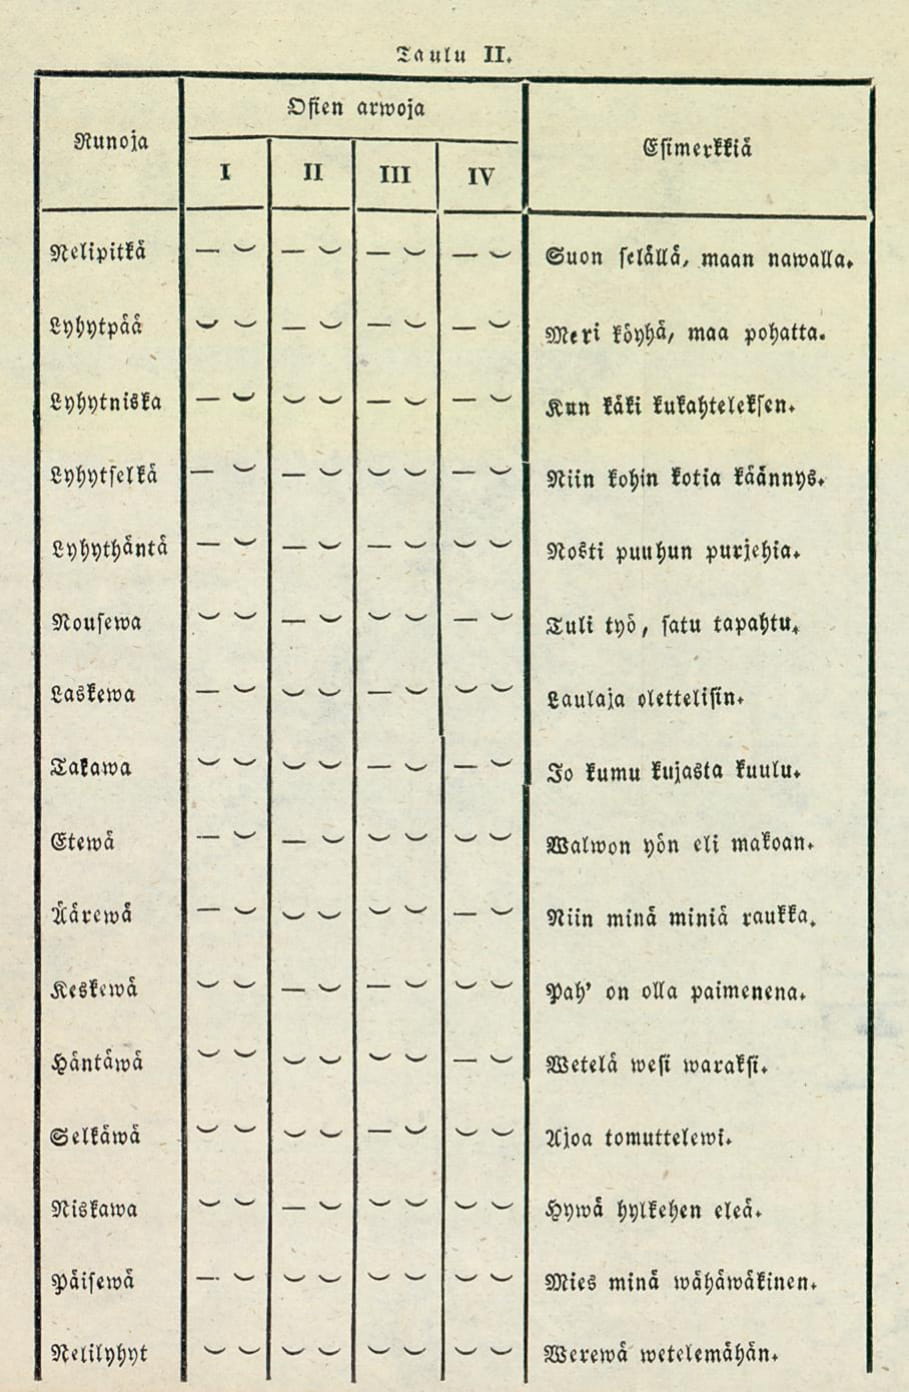 Taulu II.
Runoja
Osien arwoja
Esimerkkiä
I II III IV
Nelipitkä — ⏑ — ⏑ — ⏑ — ⏑ Suon selällä, maan nawalla.
Lyhytpää ⏑ ⏑ — ⏑ — ⏑ — ⏑ Meri köyhä, maa pohatta.
Lyhytniska — ⏑ ⏑ ⏑ — ⏑ — ⏑ Kun käki kukahteleksen.
Lyhytselkä — ⏑ — ⏑ ⏑ ⏑ — ⏑ Niin kohin kotia käännys.
Lyhythäntä — ⏑ — ⏑ — ⏑ ⏑ ⏑ Nosti puuhun purjehia.
Nousewa ⏑ ⏑ — ⏑ ⏑ ⏑ — ⏑ Tuli työ, satu tapahtu.
Laskewa — ⏑ ⏑ ⏑ — ⏑ ⏑ ⏑ Laulaja olettelisin.
Takawa ⏑ ⏑ ⏑ ⏑ — ⏑ — ⏑ Jo kumu kujasta kuulu.
Etewä — ⏑ — ⏑ ⏑ ⏑ ⏑ ⏑ Walwon yön eli makoan.
Äärewä — ⏑ ⏑ ⏑ ⏑ ⏑ — ⏑ Niin minä miniä raukka.
Keskewä ⏑ ⏑ — ⏑ — ⏑ ⏑ ⏑ Pah' on olla paimenena.
Häntäwä ⏑ ⏑ ⏑ ⏑ ⏑ ⏑ — ⏑ Wetelä wesi waraksi.
Selkäwä ⏑ ⏑ ⏑ ⏑ — ⏑ ⏑ ⏑ Ajoa tomuttelewi.
Niskawa ⏑ ⏑ — ⏑ ⏑ ⏑ ⏑ ⏑ Hywä hylkehen eleä.
Päisewä — ⏑ ⏑ ⏑ ⏑ ⏑ ⏑ ⏑ Mies minä wähäwäkinen.
Nelilyhyt ⏑ ⏑ ⏑ ⏑ ⏑ ⏑ ⏑ ⏑ Werewä wetelemähän.